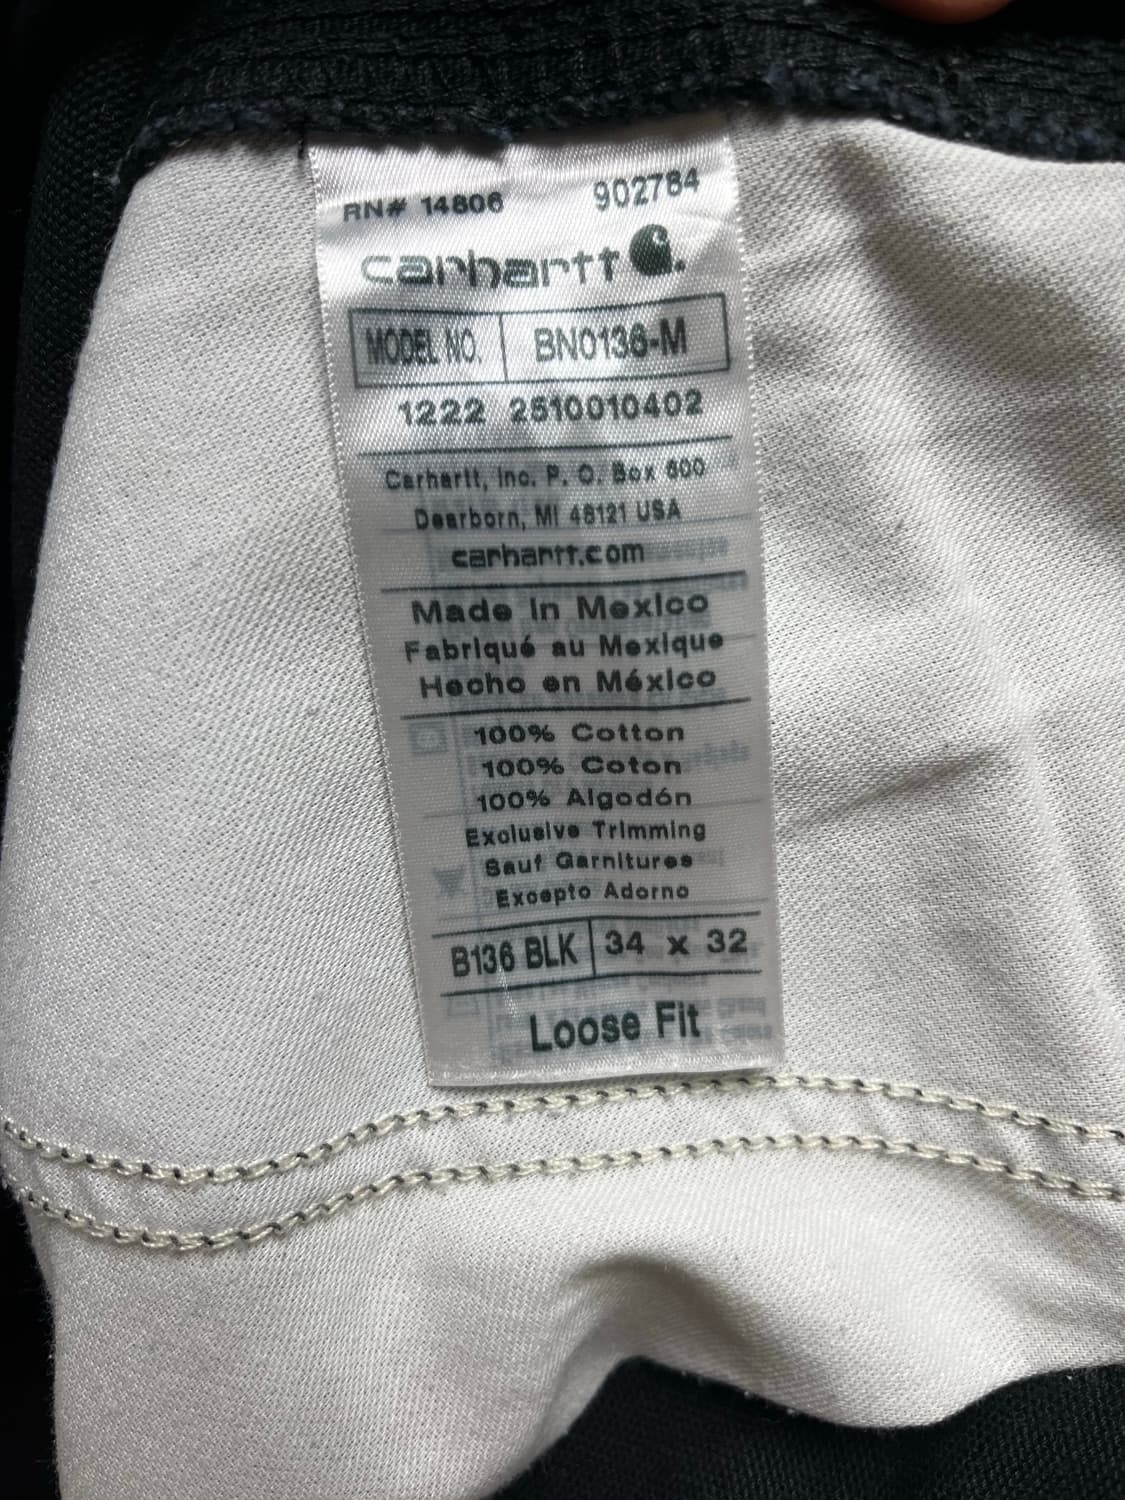 RN# 14806 902784
carhartt
MODEL NO. BN0136-M
1222 2510010402
Carhartt, Inc. P. O. Box 600
Dearborn, MI 48121 USA
carhartt.com
Made in Mexico
Fabriqué au Mexique
Hecho en México
100% Cotton
100% Coton
100% Algodón
Exclusive Trimming
Sauf Garnitures
Excepto Adorno
B136 BLK 34 x 32
Loose Fit